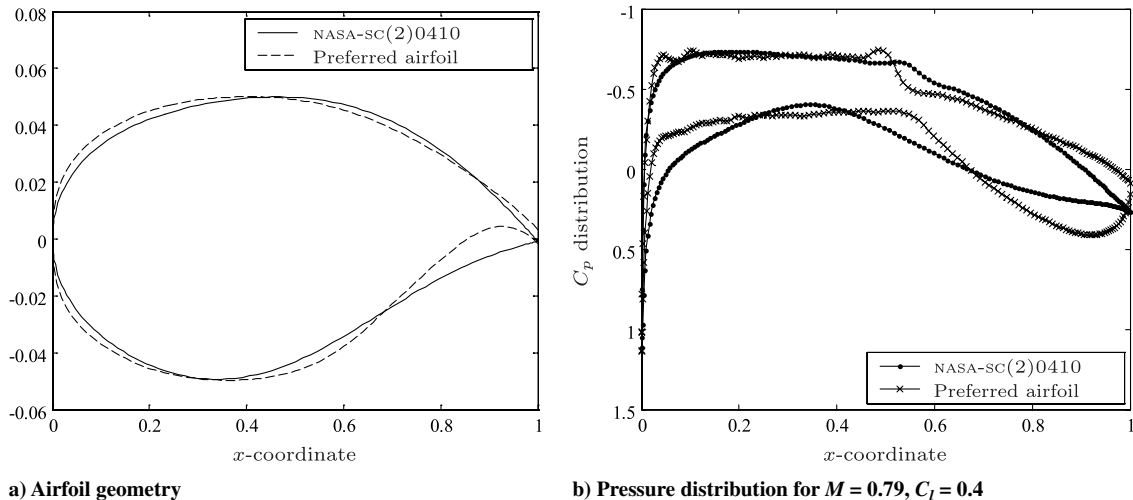 0.08
0.06
0.04
0.02
0
-0.02
-0.04
-0.06
0
0.2
0.4
0.6
0.8
1
x-coordinate
NASA-SC(2)0410
Preferred airfoil
a) Airfoil geometry
-1
-0.5
0
0.5
1
1.5
0
0.2
0.4
0.6
0.8
1
x-coordinate
Cp distribution
NASA-SC(2)0410
Preferred airfoil
b) Pressure distribution for M = 0.79, Cl = 0.4